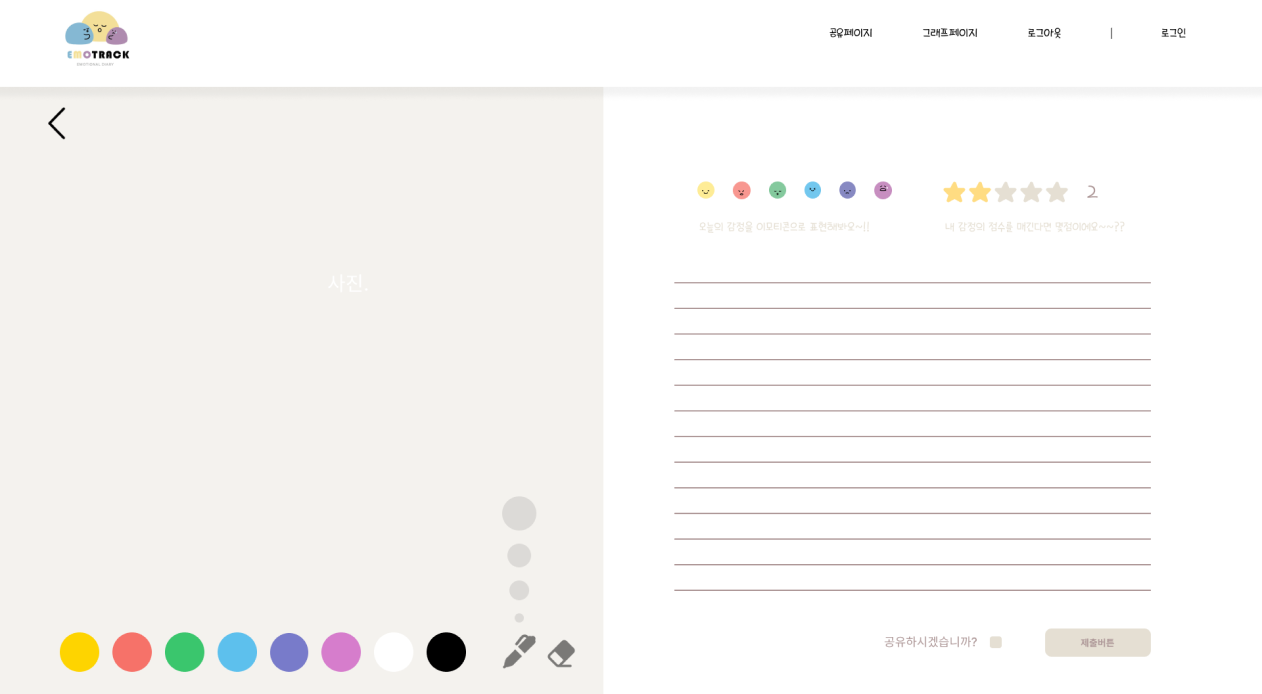 EMOTRACK
EMOTIONAL DIARY
공유페이지
그래프페이지
로그아웃
|
로그인
사진.
2
오늘의 감정을 이모티콘으로 표현해봐요~!!
내 감정의 점수를 매긴다면 몇점이에요~~??
공유하시겠습니까?
제출버튼